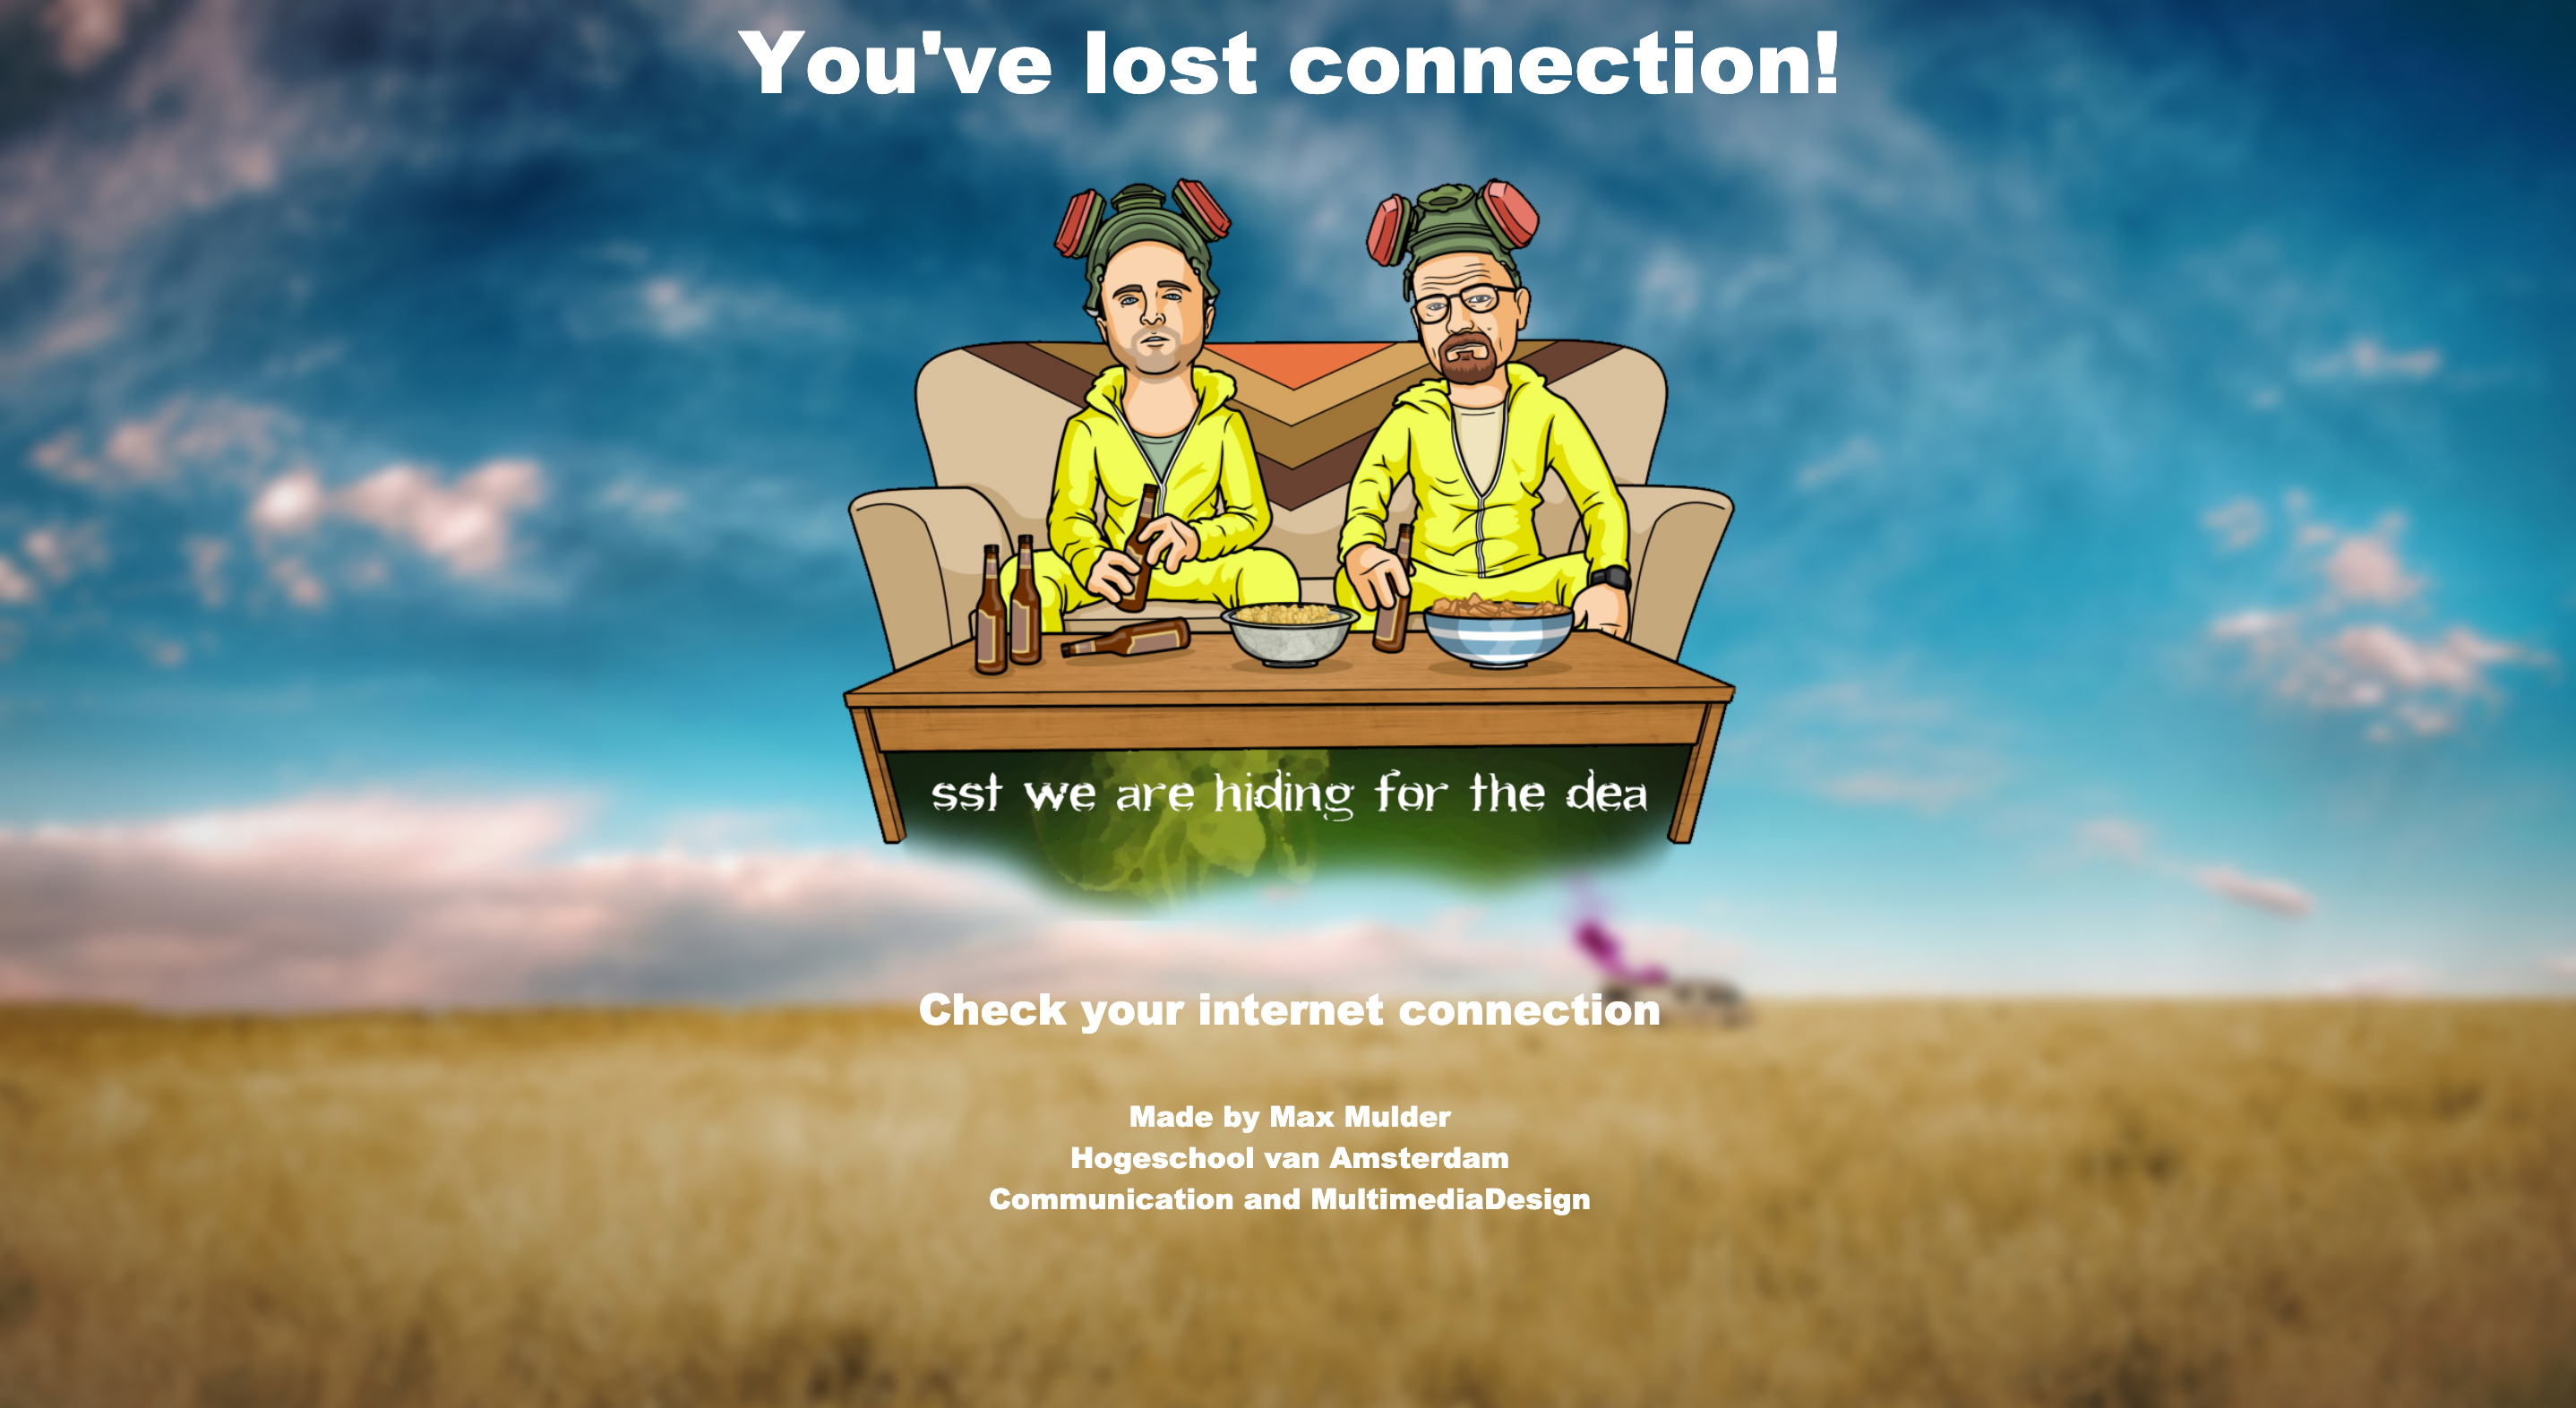 You've lost connection!
sst we are hiding for the dea
Check your internet connection
Made by Max Mulder
Hogeschool van Amsterdam
Communication and MultimediaDesign